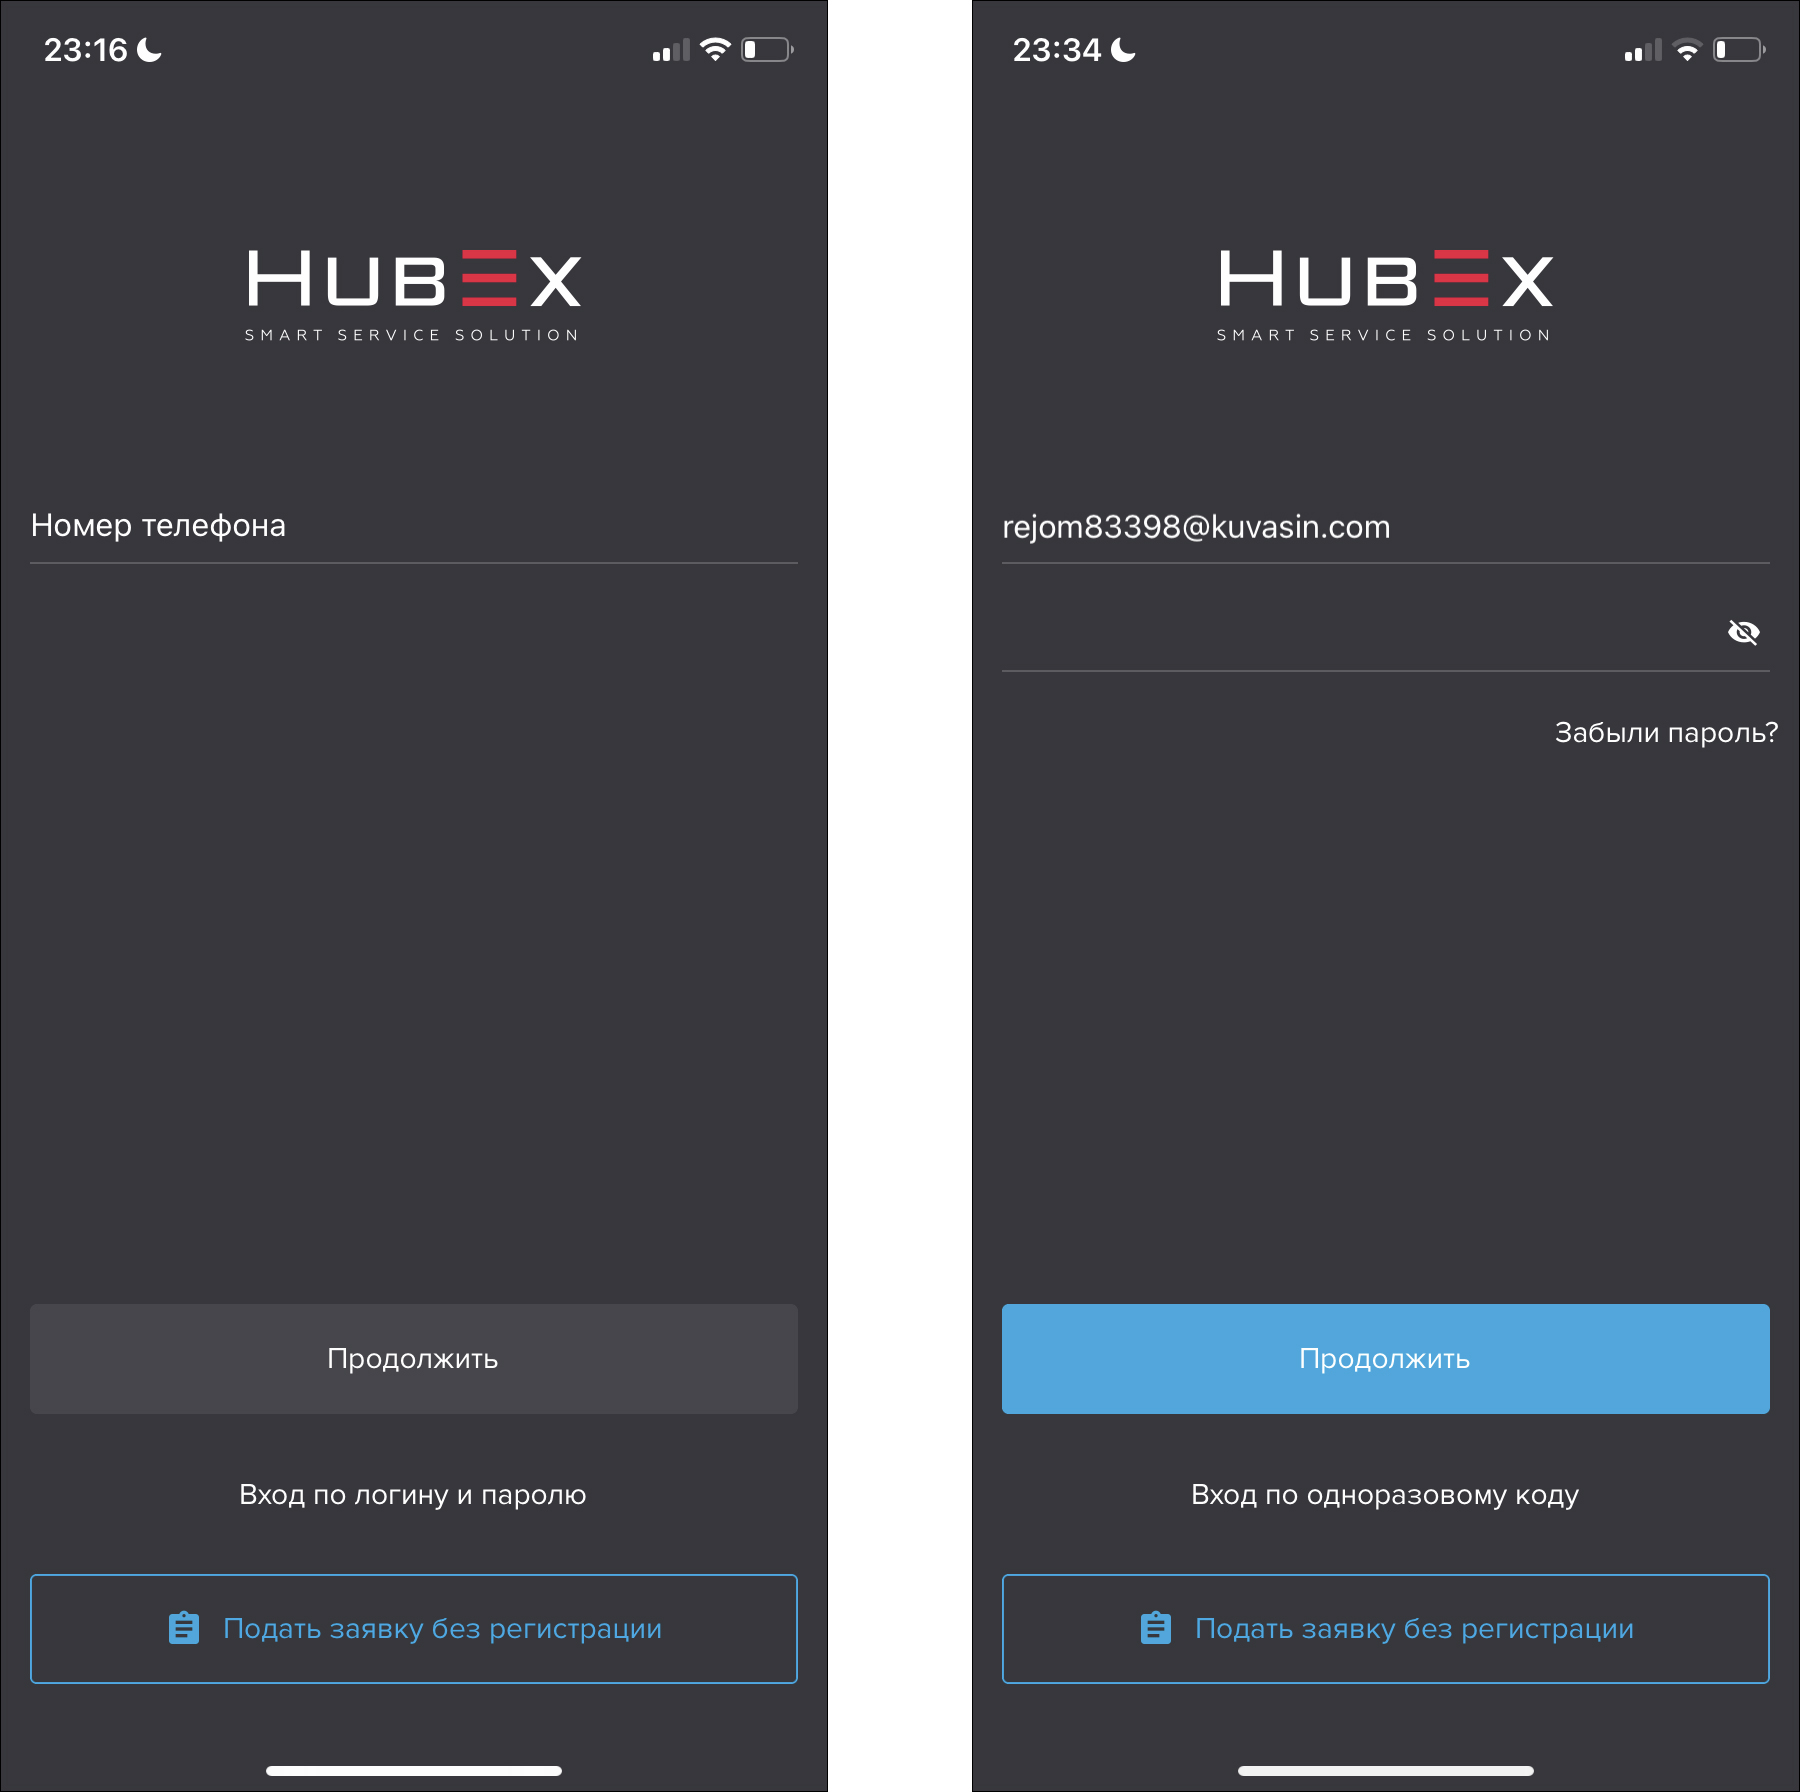 23:16
HUBEX
SMART SERVICE SOLUTION
Номер телефона
Продолжить
Вход по логину и паролю
Подать заявку без регистрации
23:34
HUBEX
SMART SERVICE SOLUTION
rejom83398@kuvasin.com
Забыли пароль?
Продолжить
Вход по одноразовому коду
Подать заявку без регистрации